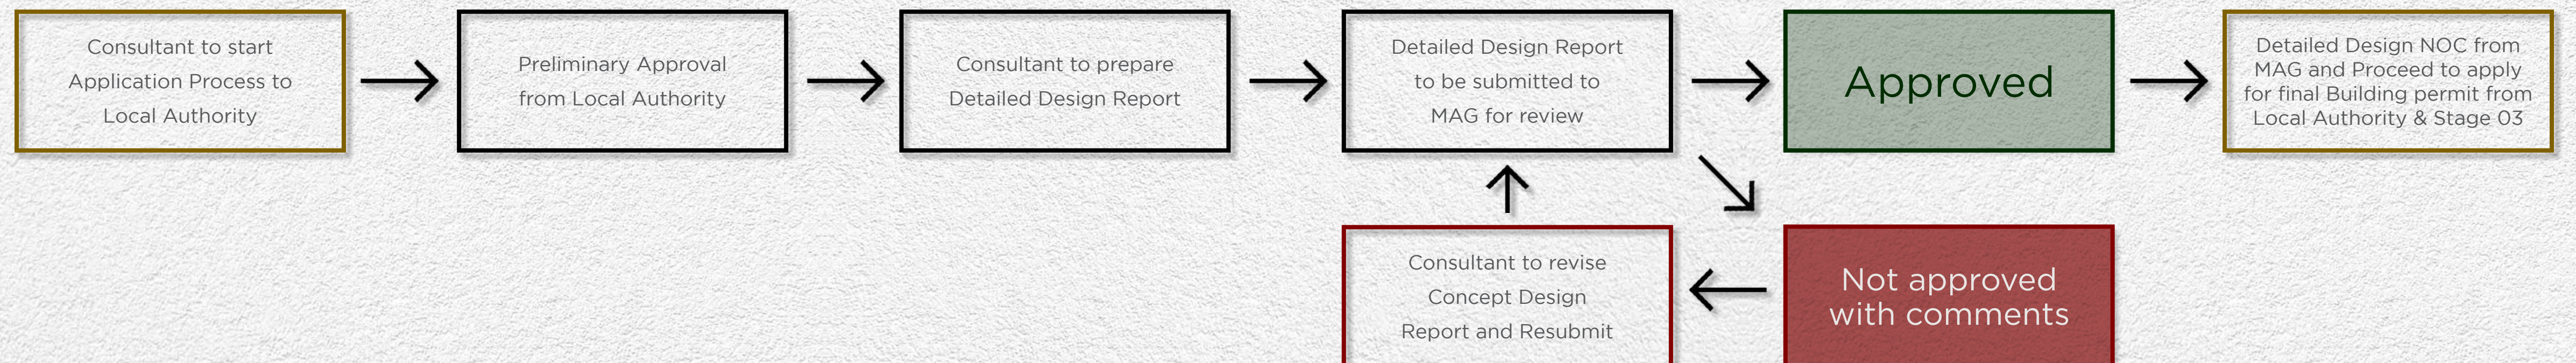 Consultant to start
Application Process to
Local Authority
Preliminary Approval
from Local Authority
Consultant to prepare
Detailed Design Report
Detailed Design Report
to be submitted to
MAG for review
Approved
Detailed Design NOC from
MAG and Proceed to apply
for final Building permit from
Local Authority & Stage 03
Consultant to revise
Concept Design
Report and Resubmit
Not approved
with comments